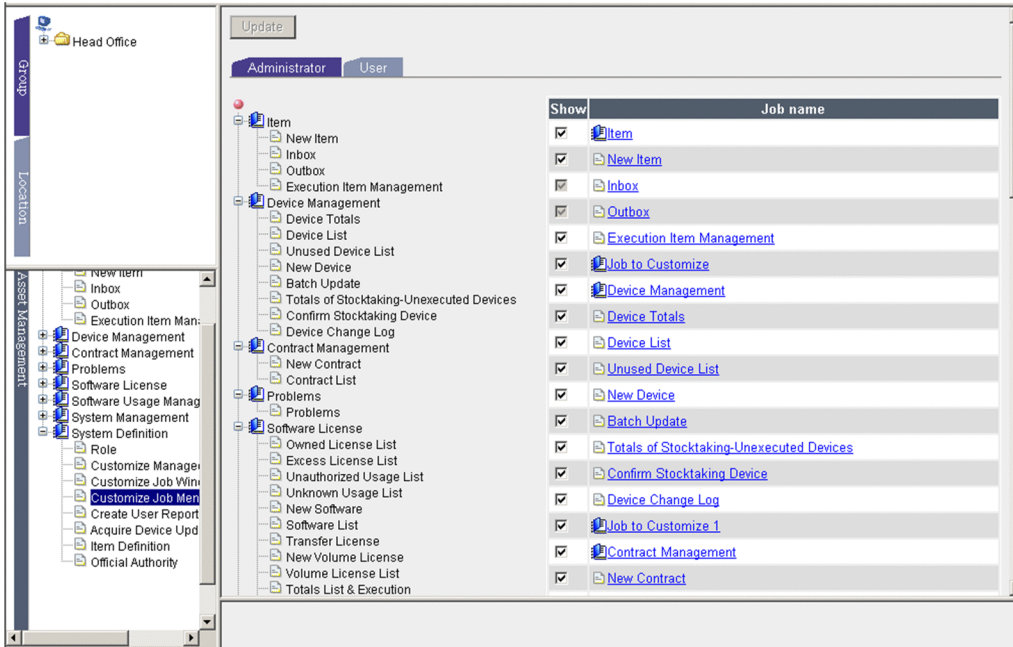 Group
Location
Head Office
Asset Management
New Item
Inbox
Outbox
Execution Item Mana
Device Management
Contract Management
Problems
Software License
Software Usage Manag
System Management
System Definition
Role
Customize Manage
Customize Job Win
Customize Job Men
Create User Report
Acquire Device Upd
Item Definition
Official Authority
Update
Administrator
User
Item
New Item
Inbox
Outbox
Execution Item Management
Device Management
Device Totals
Device List
Unused Device List
New Device
Batch Update
Totals of Stocktaking-Unexecuted Devices
Confirm Stocktaking Device
Device Change Log
Contract Management
New Contract
Contract List
Problems
Problems
Software License
Owned License List
Excess License List
Unauthorized Usage List
Unknown Usage List
New Software
Software List
Transfer License
New Volume License
Volume License List
Totals List & Execution
Show Job name
Item
New Item
Inbox
Outbox
Execution Item Management
Job to Customize
Device Management
Device Totals
Device List
Unused Device List
New Device
Batch Update
Totals of Stocktaking-Unexecuted Devices
Confirm Stocktaking Device
Device Change Log
Job to Customize 1
Contract Management
New Contract